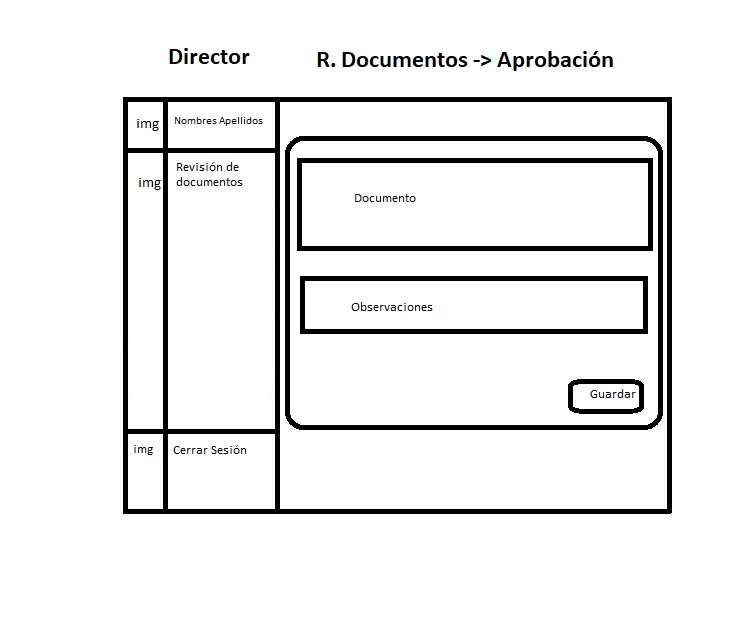 Director
R. Documentos -> Aprobación
img
Nombres Apellidos
img
Revisión de
documentos
Documento
Observaciones
Guardar
img
Cerrar Sesión